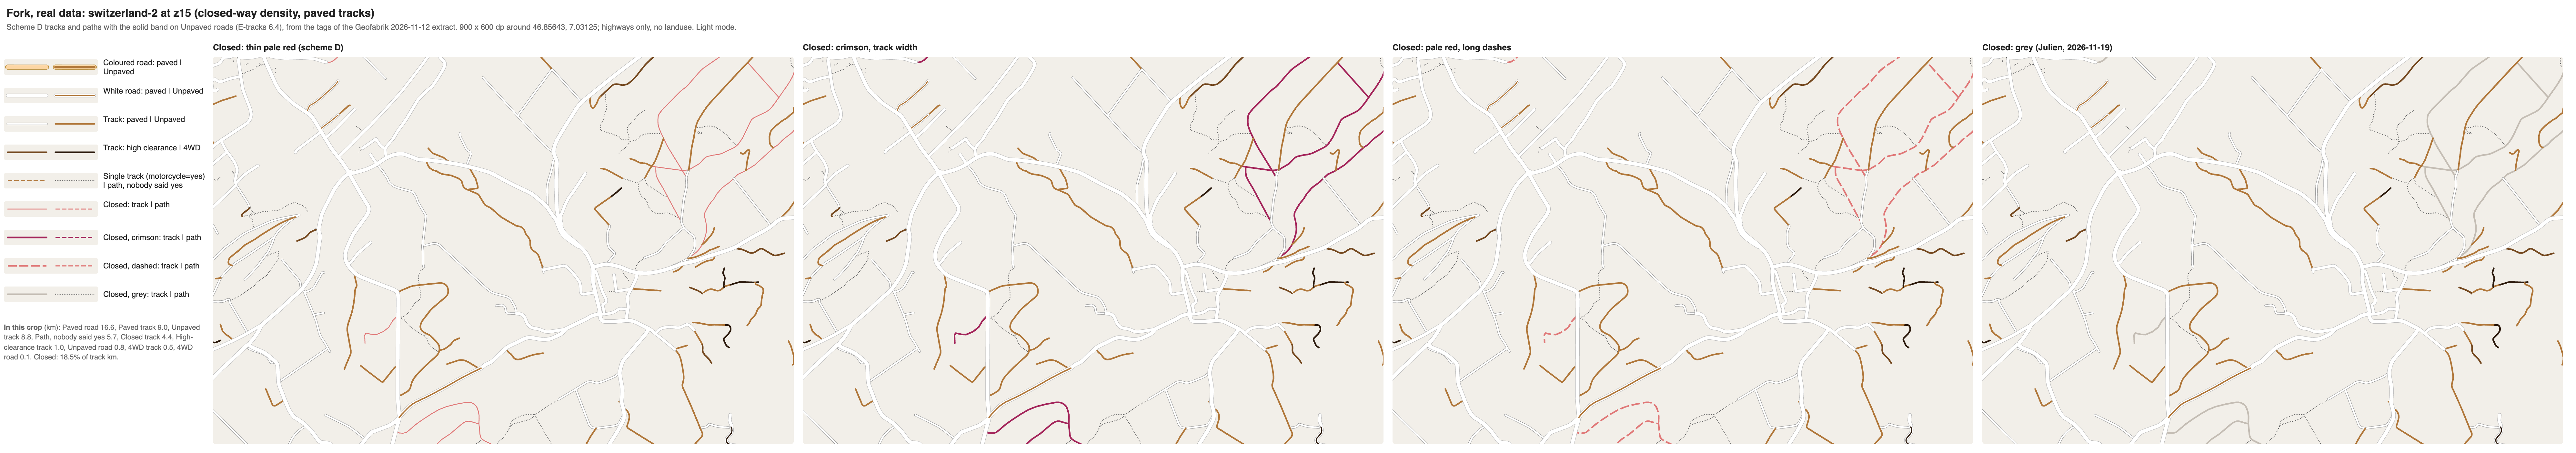 Fork, real data: switzerland-2 at z15 (closed-way density, paved tracks)
Scheme D tracks and paths with the solid band on Unpaved roads (E-tracks 6.4), from the tags of the Geofabrik 2026-11-12 extract. 900 x 600 dp around 46.85643, 7.03125; highways only, no landuse. Light mode.
Closed: thin pale red (scheme D)
Closed: crimson, track width
Closed: pale red, long dashes
Closed: grey (Julien, 2026-11-19)
Coloured road: paved |
Unpaved
White road: paved | Unpaved
Track: paved | Unpaved
Track: high clearance | 4WD
Single track (motorcycle=yes)
| path, nobody said yes
Closed: track | path
Closed, crimson: track | path
Closed, dashed: track | path
Closed, grey: track | path
In this crop (km): Paved road 16.6, Paved track 9.0, Unpaved
track 8.8, Path, nobody said yes 5.7, Closed track 4.4, High-
clearance track 1.0, Unpaved road 0.8, 4WD track 0.5, 4WD
road 0.1. Closed: 18.5% of track km.